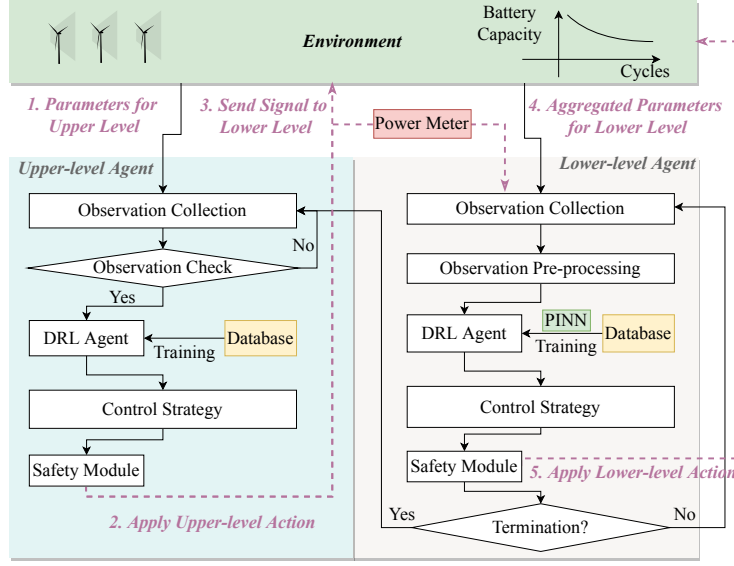 Environment
Battery
Capacity
Cycles
1. Parameters for
Upper Level
3. Send Signal to
Lower Level
Power Meter
4. Aggregated Parameters
for Lower Level
Upper-level Agent
Observation Collection
No
Observation Check
Yes
DRL Agent
Training
Database
Control Strategy
Safety Module
2. Apply Upper-level Action
Lower-level Agent
Observation Collection
Observation Pre-processing
DRL Agent
PINN
Training
Database
Control Strategy
Safety Module
5. Apply Lower-level Action
Yes
Termination?
No